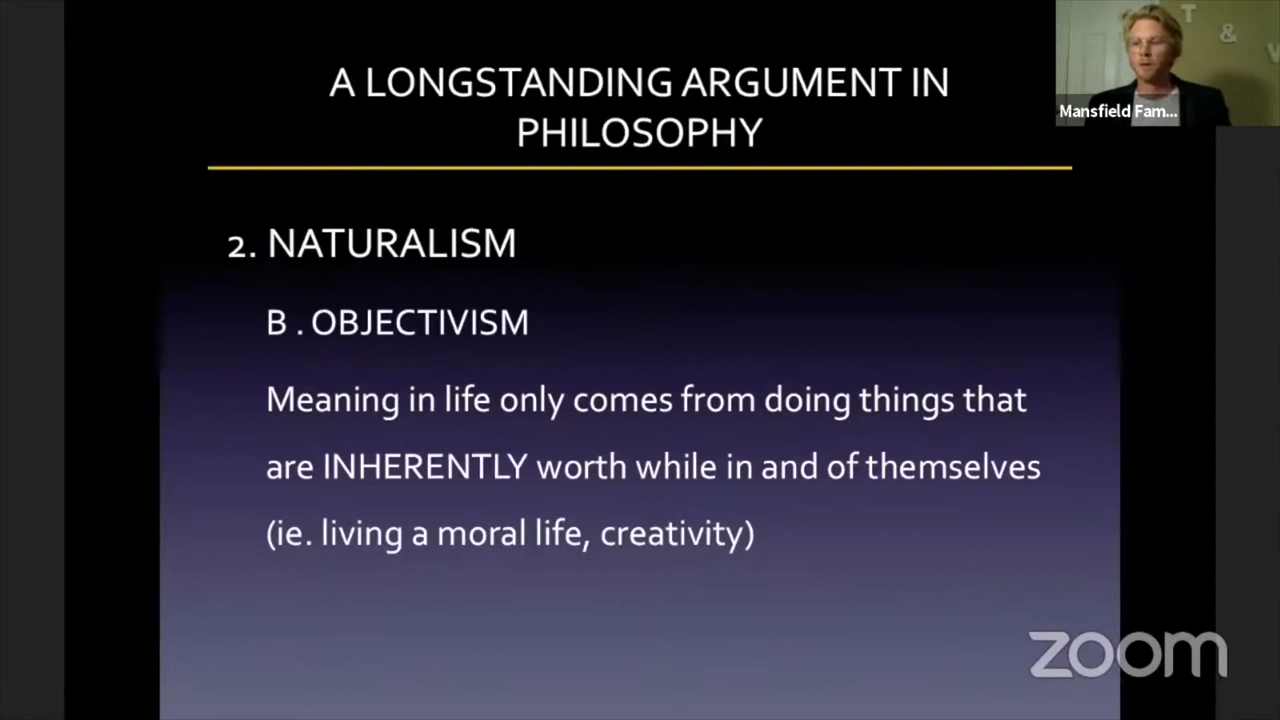 A LONGSTANDING ARGUMENT IN
PHILOSOPHY
T
&
Mansfield Fam...
2. NATURALISM
B . OBJECTIVISM
Meaning in life only comes from doing things that
are INHERENTLY worth while in and of themselves
(ie. living a moral life, creativity)
zoom